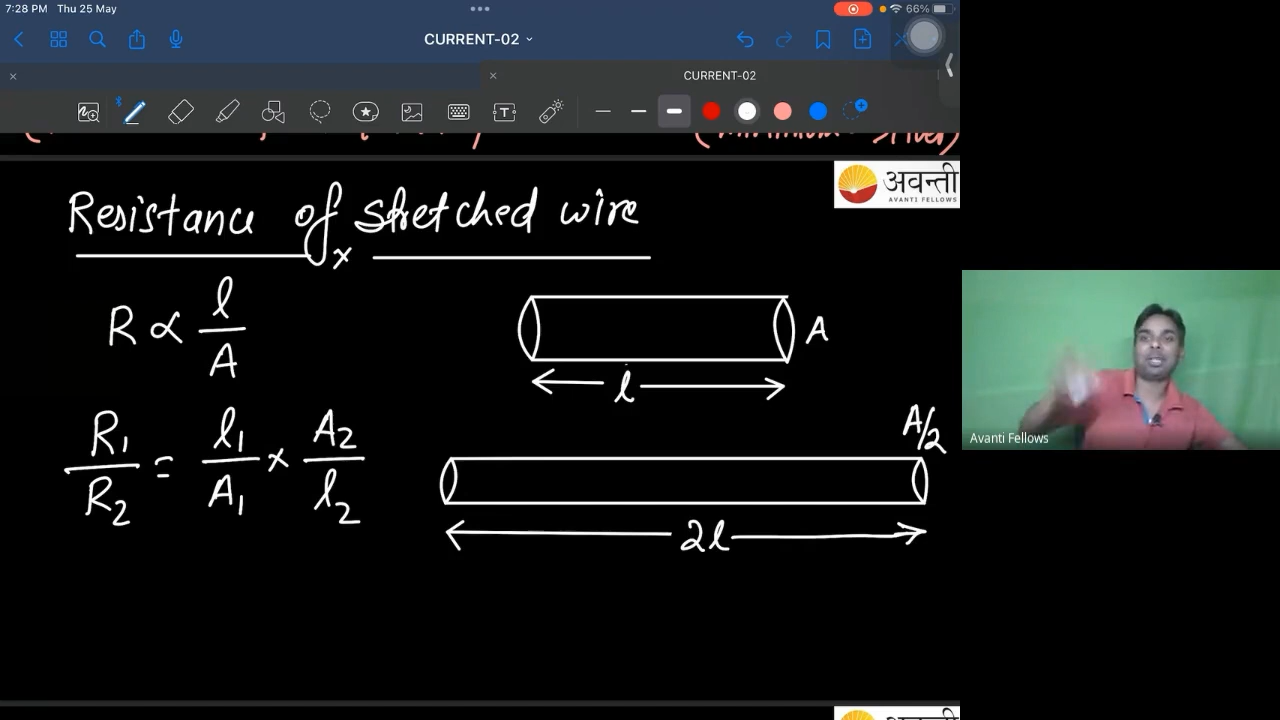 7:28 PM Thu 25 May
66%
CURRENT-02
CURRENT-02
अवन्ती
AVANTI FELLOWS
Resistance of stretched wire
R ∝ l/A
A
l
R₁/R₂ = l₁/A₁ × A₂/l₂
A/2
2l
Avanti Fellows